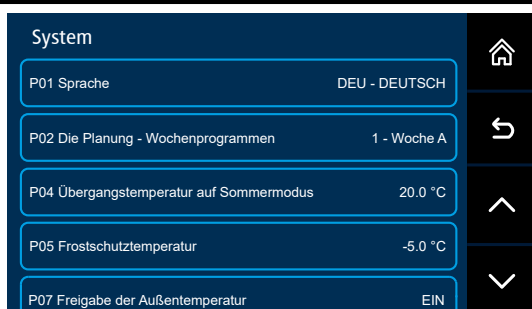 System
P01 Sprache DEU - DEUTSCH
P02 Die Planung - Wochenprogrammen 1 - Woche A
P04 Übergangstemperatur auf Sommermodus 20.0 °C
P05 Frostschutztemperatur -5.0 °C
P07 Freigabe der Außentemperatur EIN